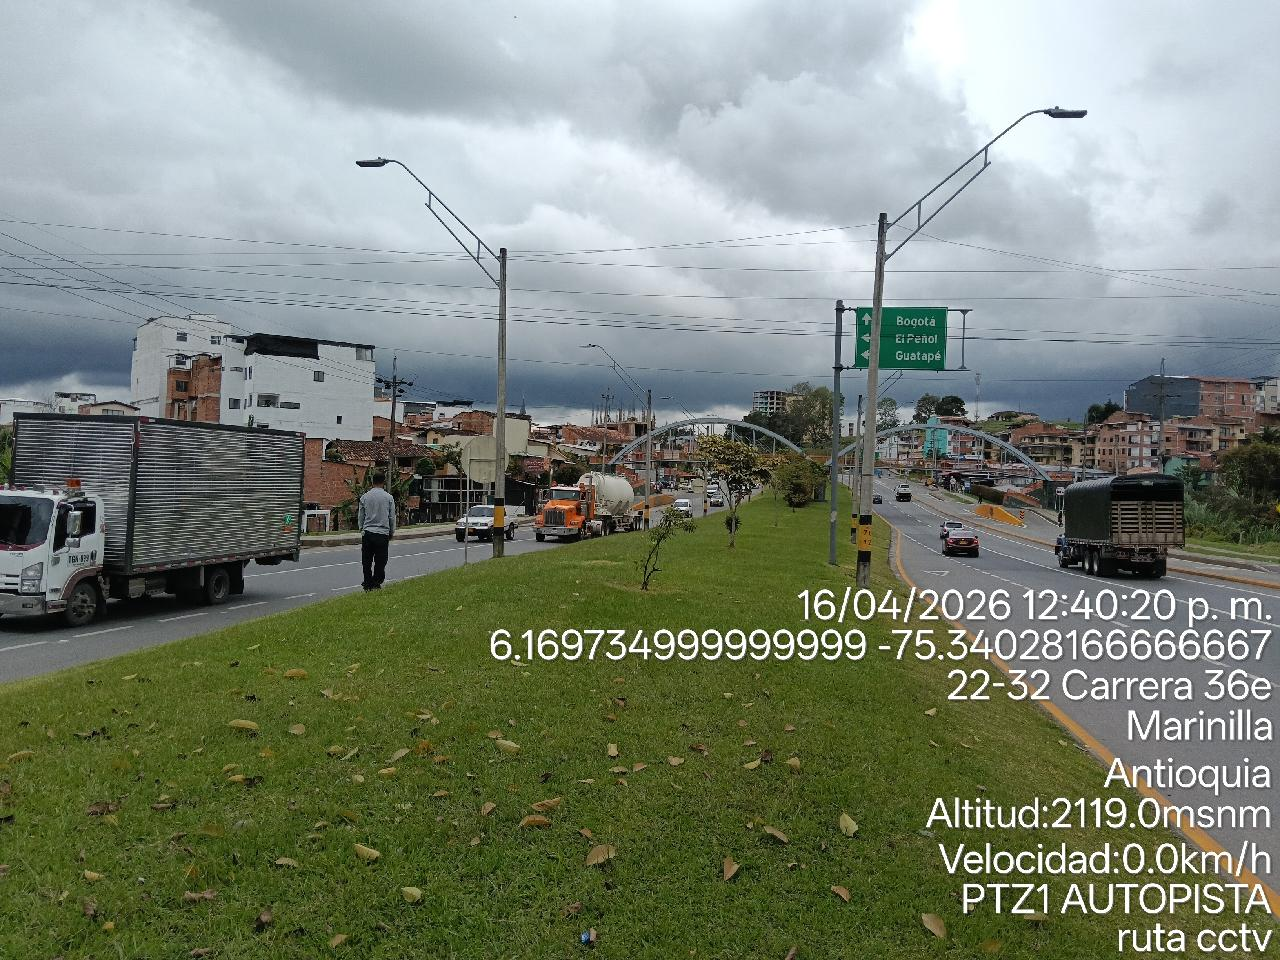 Bogotá
El Peñol
Guatapé
16/04/2026 12:40:20 p. m.
6.169734999999999 -75.34028166666667
22-32 Carrera 36e
Marinilla
Antioquia
Altitud:2119.0msnm
Velocidad:0.0km/h
PTZ1 AUTOPISTA
ruta cctv